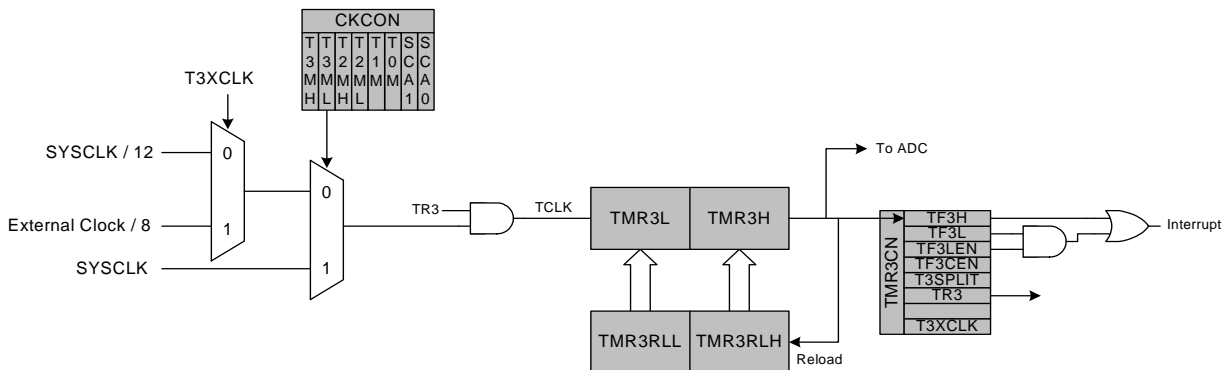 CKCON
T3MH T3ML T2MH T2ML T1M T0M SCA1 SCA0
T3XCLK
SYSCLK / 12
0
1
External Clock / 8
SYSCLK
0
1
TR3
TCLK
TMR3L
TMR3H
To ADC
TMR3RLL
TMR3RLH
Reload
TMR3CN
TF3H
TF3L
TF3LEN
TF3CEN
T3SPLIT
TR3
T3XCLK
Interrupt